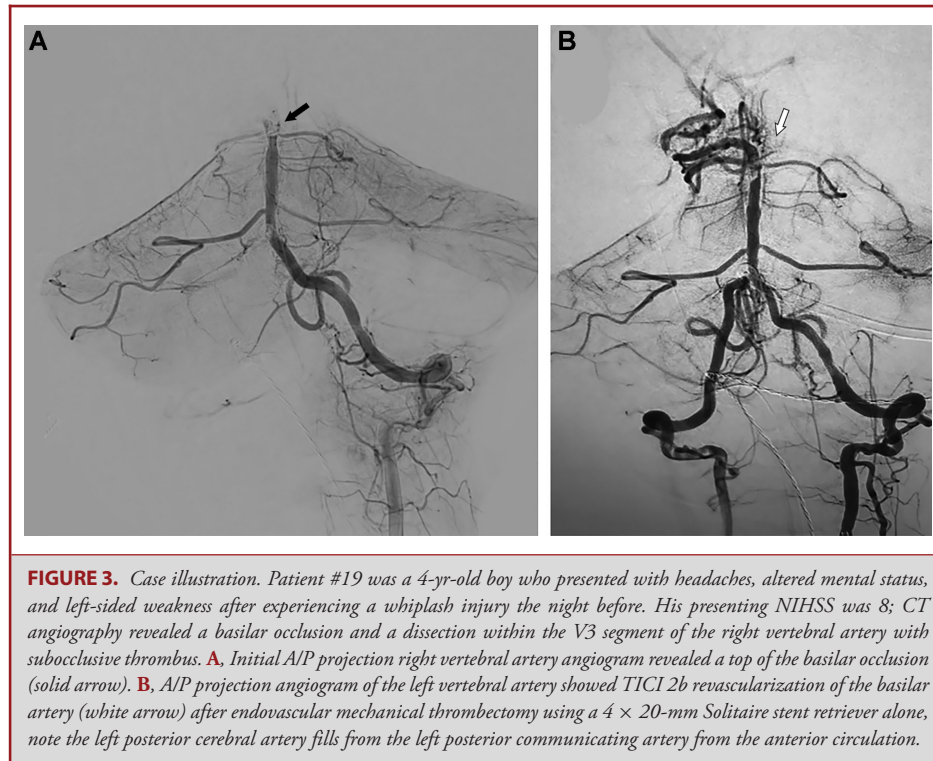 A
B
FIGURE 3. Case illustration. Patient #19 was a 4-yr-old boy who presented with headaches, altered mental status,
and left-sided weakness after experiencing a whiplash injury the night before. His presenting NIHSS was 8; CT
angiography revealed a basilar occlusion and a dissection within the V3 segment of the right vertebral artery with
subocclusive thrombus. A, Initial A/P projection right vertebral artery angiogram revealed a top of the basilar occlusion
(solid arrow). B, A/P projection angiogram of the left vertebral artery showed TICI 2b revascularization of the basilar
artery (white arrow) after endovascular mechanical thrombectomy using a 4 × 20-mm Solitaire stent retriever alone,
note the left posterior cerebral artery fills from the left posterior communicating artery from the anterior circulation.